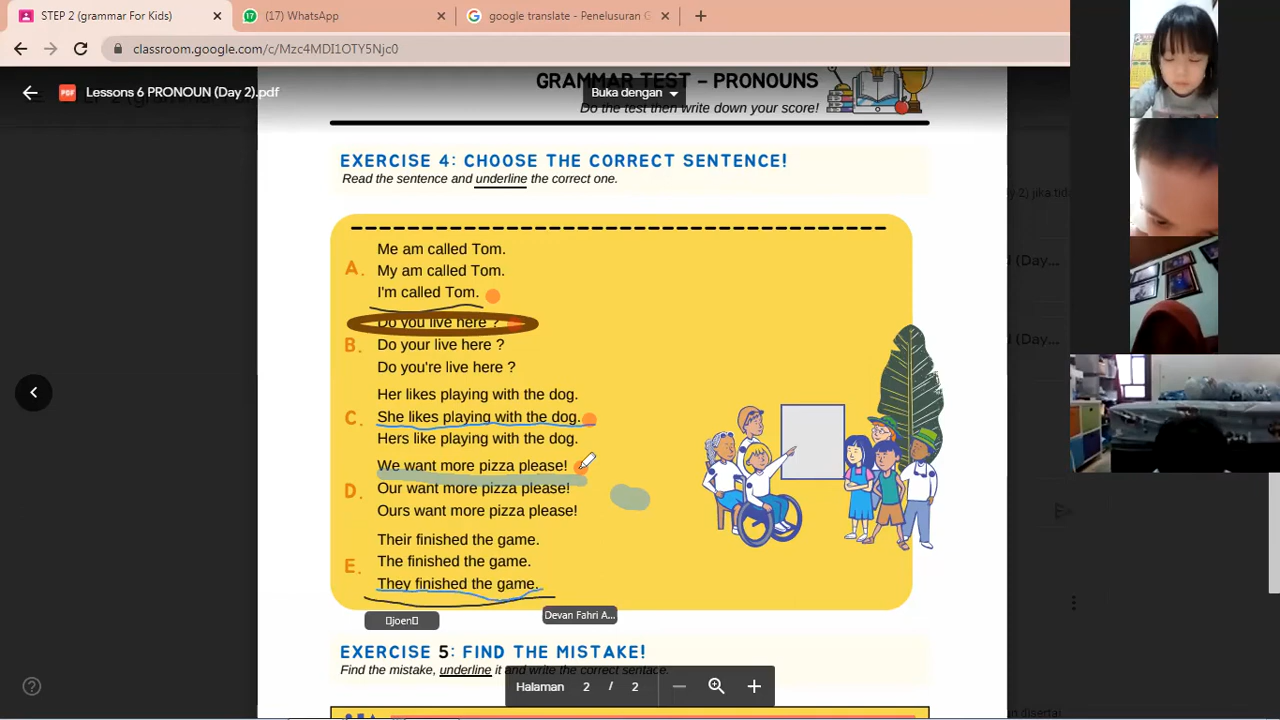 STEP 2 (grammar For Kids)
(17) WhatsApp
google translate - Penelusuran G
classroom.google.com/c/Mzc4MDI1OTY5Njc0
PDF
Lessons 6 PRONOUN (Day 2).pdf
Buka dengan
GRAMMAR TEST – PRONOUNS
Do the test then write down your score!
EXERCISE 4: CHOOSE THE CORRECT SENTENCE!
Read the sentence and underline the correct one.
A.
Me am called Tom.
My am called Tom.
I'm called Tom.
B.
Do you live here ?
Do your live here ?
Do you're live here ?
C.
Her likes playing with the dog.
She likes playing with the dog.
Hers like playing with the dog.
D.
We want more pizza please!
Our want more pizza please!
Ours want more pizza please!
E.
Their finished the game.
The finished the game.
They finished the game.
joen
Devan Fahri A...
EXERCISE 5: FIND THE MISTAKE!
Find the mistake, underline it and write the correct sentace.
Halaman 2 / 2